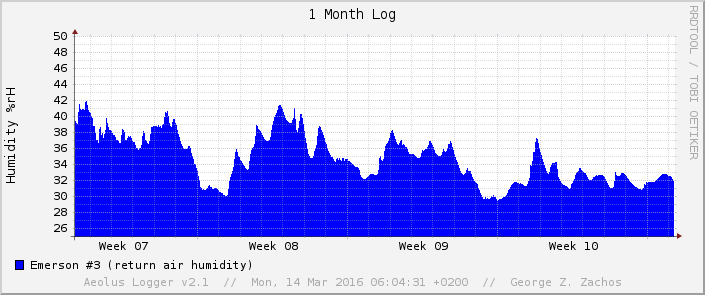 1 Month Log
RRDTOOL / TOBI OETIKER
Humidity %rH
50
48
46
44
42
40
38
36
34
32
30
28
26
Week 07 Week 08 Week 09 Week 10
Emerson #3 (return air humidity)
Aeolus Logger v2.1 // Mon, 14 Mar 2016 06:04:31 +0200 // George Z. Zachos